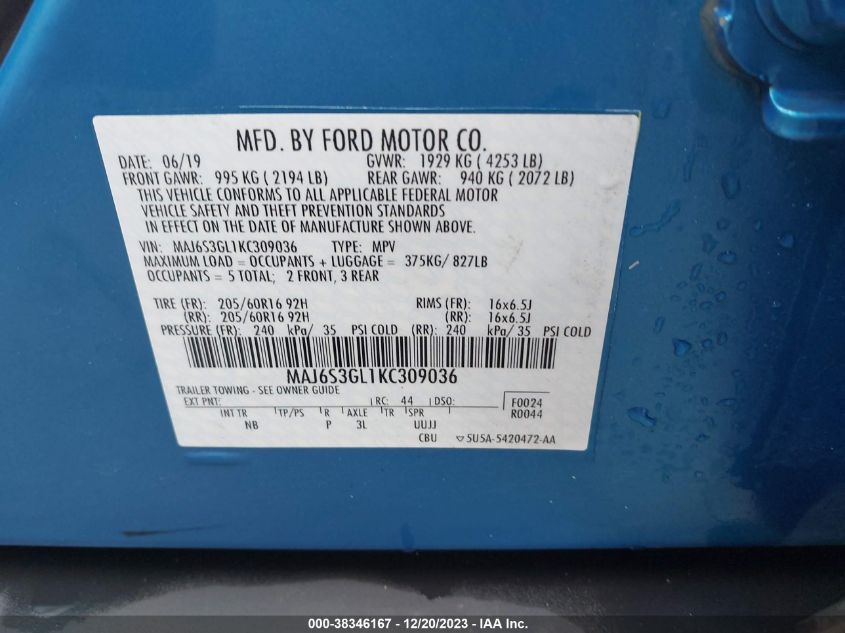 MFD. BY FORD MOTOR CO.
DATE: 06/19 GVWR: 1929 KG ( 4253 LB)
FRONT GAWR: 995 KG ( 2194 LB) REAR GAWR: 940 KG ( 2072 LB)
THIS VEHICLE CONFORMS TO ALL APPLICABLE FEDERAL MOTOR
VEHICLE SAFETY AND THEFT PREVENTION STANDARDS
IN EFFECT ON THE DATE OF MANUFACTURE SHOWN ABOVE.
VIN: MAJ6S3GL1KC309036 TYPE: MPV
MAXIMUM LOAD = OCCUPANTS + LUGGAGE = 375KG/ 827LB
OCCUPANTS = 5 TOTAL; 2 FRONT, 3 REAR
TIRE (FR): 205/60R16 92H RIMS (FR): 16x6.5J
(RR): 205/60R16 92H (RR): 16x6.5J
PRESSURE (FR): 240 kPa/ 35 PSI COLD (RR): 240 kPa/ 35 PSI COLD
MAJ6S3GL1KC309036
TRAILER TOWING - SEE OWNER GUIDE
EXT PNT: RC: 44 DSO: F0024
INT TR TP/PS R AXLE TR SPR R0044
NB P 3L UUJJ
CBU 5U5A-5420472-AA
000-38346167 - 12/20/2023 - IAA Inc.